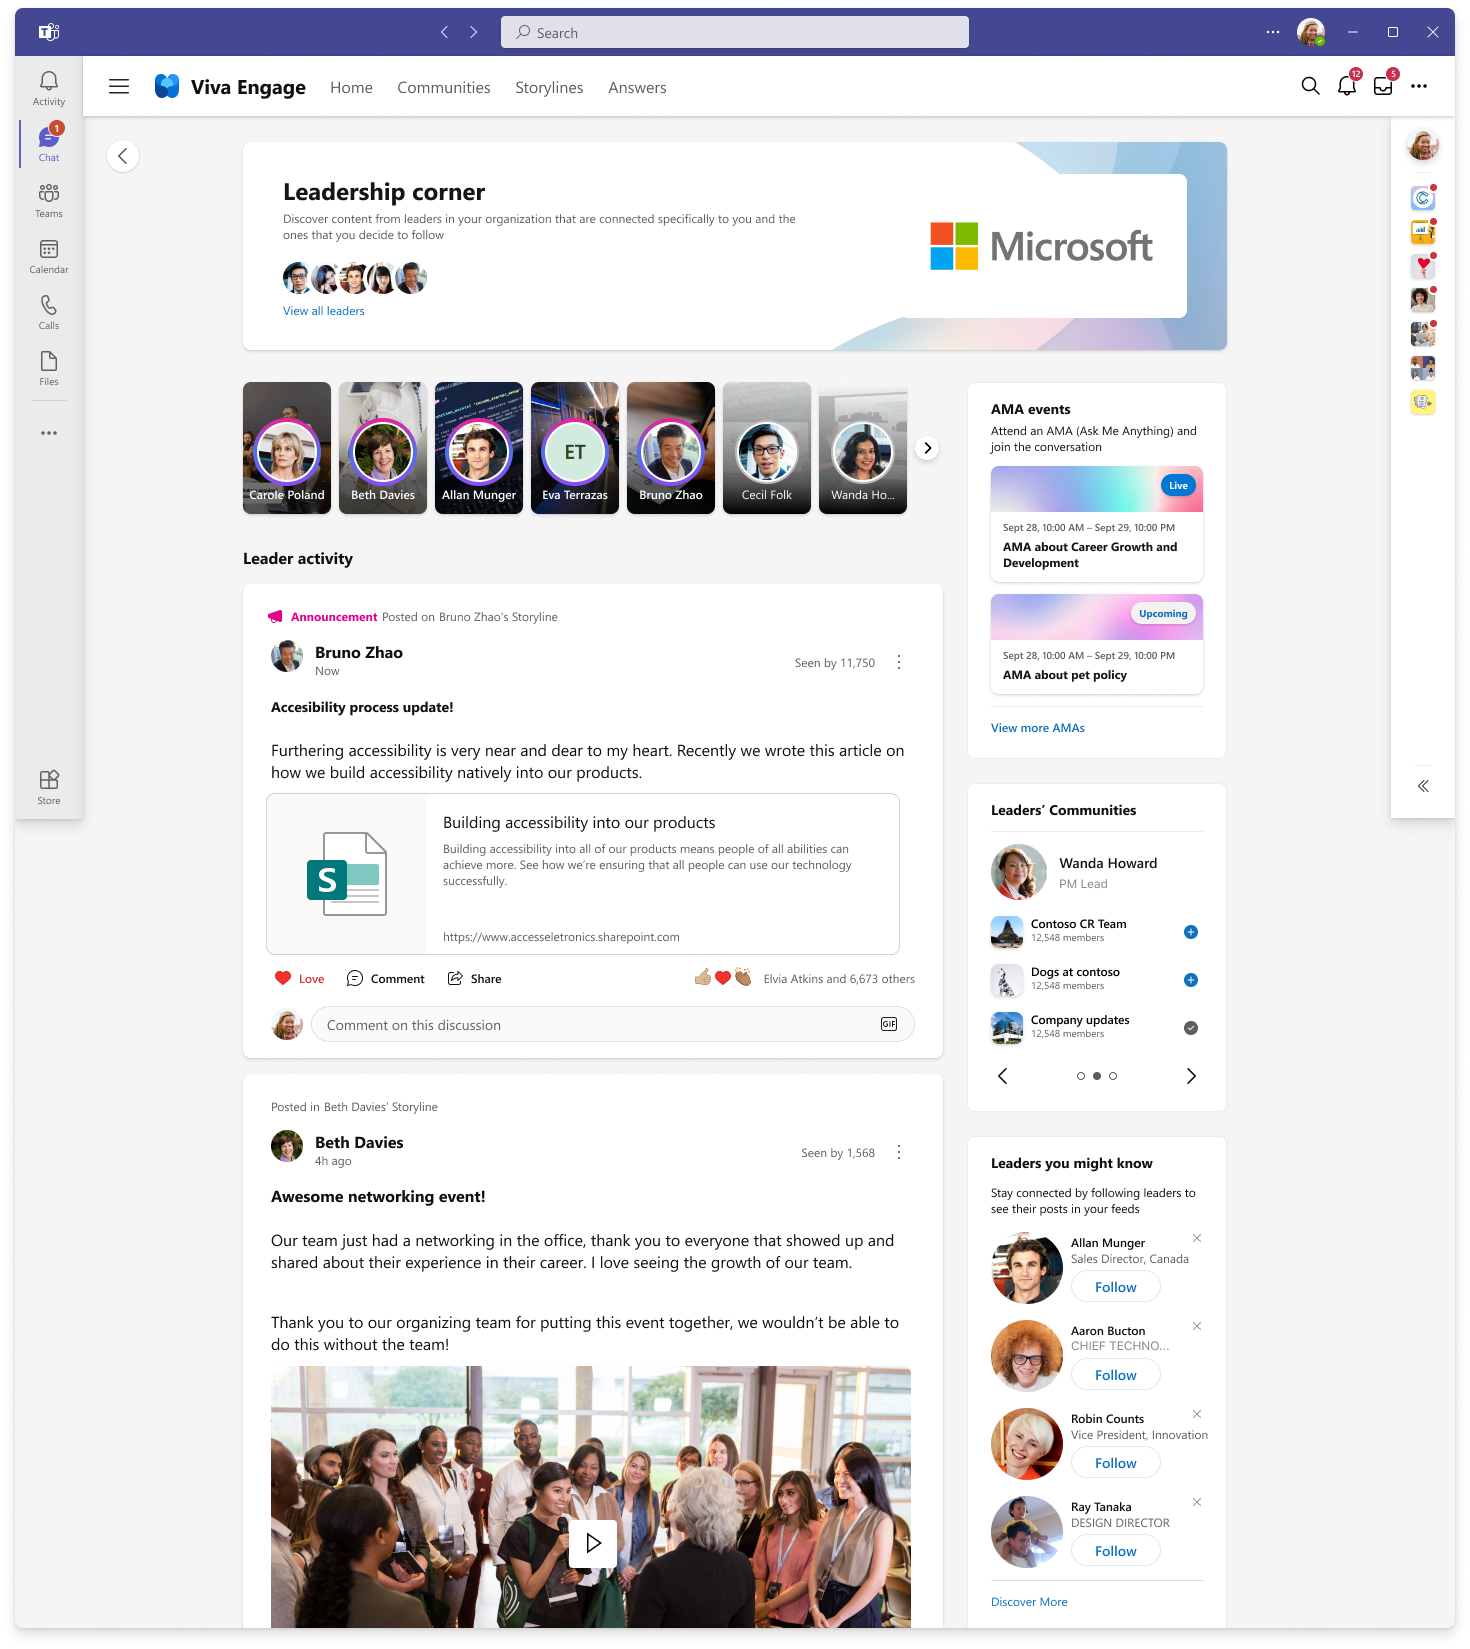 Search
Activity
1
Chat
Teams
Calendar
Calls
Files
Store
Viva Engage
Home
Communities
Storylines
Answers
12
5
Leadership corner
Discover content from leaders in your organization that are connected specifically to you and the
ones that you decide to follow
View all leaders
Microsoft
Carole Poland
Beth Davies
Allan Munger
ET
Eva Terrazas
Bruno Zhao
Cecil Folk
Wanda Ho...
Leader activity
Announcement Posted on Bruno Zhao's Storyline
Bruno Zhao
Now
Seen by 11,750
Accesibility process update!
Furthering accessibility is very near and dear to my heart. Recently we wrote this article on
how we build accessibility natively into our products.
S
Building accessibility into our products
Building accessibility into all of our products means people of all abilities can
achieve more. See how we're ensuring that all people can use our technology
successfully.
https://www.accesseletronics.sharepoint.com
Love
Comment
Share
Elvia Atkins and 6,673 others
Comment on this discussion
GIF
Posted in Beth Davies' Storyline
Beth Davies
4h ago
Seen by 1,568
Awesome networking event!
Our team just had a networking in the office, thank you to everyone that showed up and
shared about their experience in their career. I love seeing the growth of our team.
Thank you to our organizing team for putting this event together, we wouldn't be able to
do this without the team!
AMA events
Attend an AMA (Ask Me Anything) and
join the conversation
Live
Sept 28, 10:00 AM – Sept 29, 10:00 PM
AMA about Career Growth and
Development
Upcoming
Sept 28, 10:00 AM – Sept 29, 10:00 PM
AMA about pet policy
View more AMAs
Leaders' Communities
Wanda Howard
PM Lead
Contoso CR Team
12,548 members
Dogs at contoso
12,548 members
Company updates
12,548 members
Leaders you might know
Stay connected by following leaders to
see their posts in your feeds
Allan Munger
Sales Director, Canada
Follow
Aaron Bucton
CHIEF TECHNO...
Follow
Robin Counts
Vice President, Innovation
Follow
Ray Tanaka
DESIGN DIRECTOR
Follow
Discover More